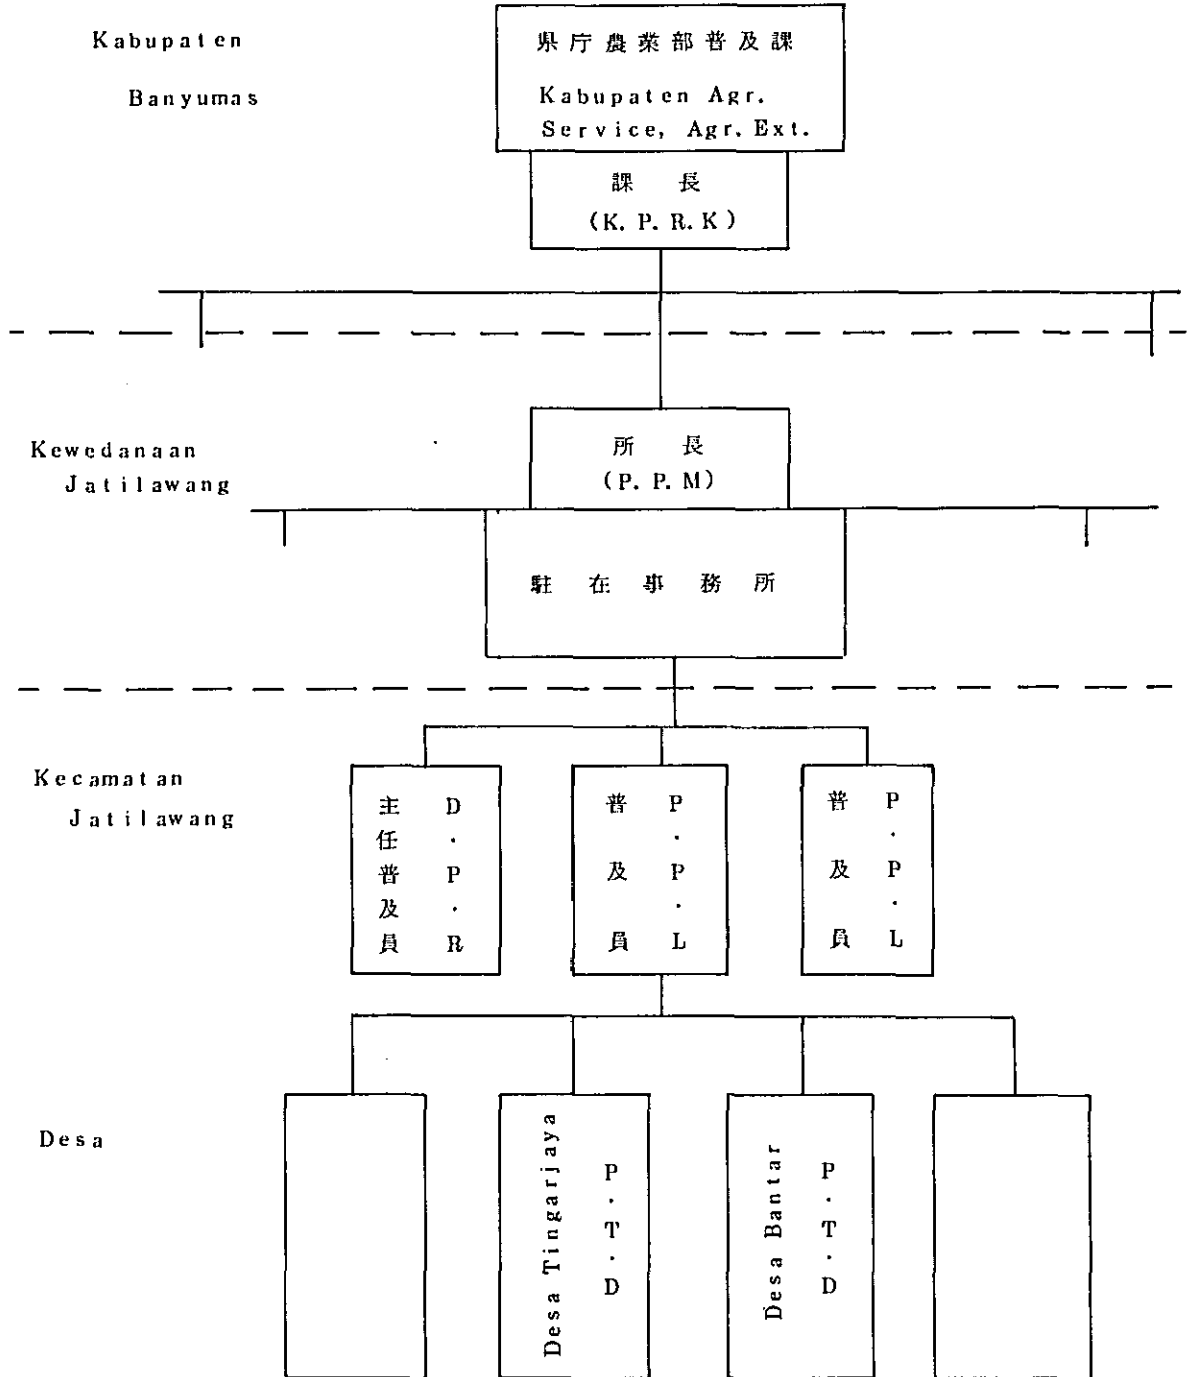 Kabupaten
Banyumas
県庁農業部普及課
Kabupaten Agr.
Service, Agr. Ext.
課長
(K. P. R. K)
Kewedanaan
Jatilawang
所長
(P. P. M)
駐在事務所
Kecamatan
Jatilawang
主任普及員
D・P・R
普及員
P・P・L
普及員
P・P・L
Desa
Desa Tingarjaya
P・T・D
Desa Bantar
P・T・D